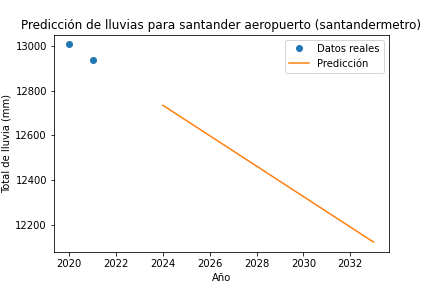 Predicción de lluvias para santander aeropuerto (santandermetro)
13000
12800
12600
12400
12200
Total de lluvia (mm)
Datos reales
Predicción
2020 2022 2024 2026 2028 2030 2032
Año